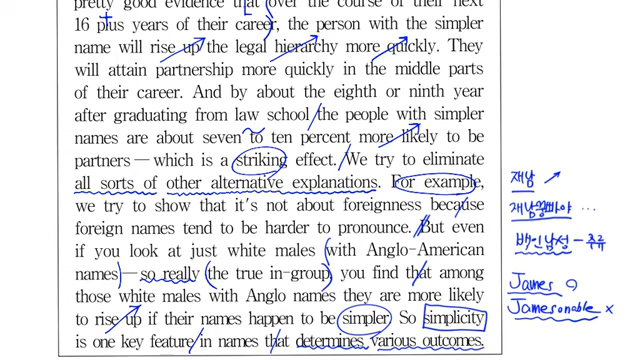 pretty good evidence that over the course of their next
16 plus years of their career, the person with the simpler
name will rise up the legal hierarchy more quickly. They
will attain partnership more quickly in the middle parts
of their career. And by about the eighth or ninth year
after graduating from law school the people with simpler
names are about seven to ten percent more likely to be
partners — which is a striking effect. We try to eliminate
all sorts of other alternative explanations. For example,
we try to show that it's not about foreignness because
foreign names tend to be harder to pronounce. But even
if you look at just white males with Anglo-American
names — so really the true in-group, you find that among
those white males with Anglo names they are more likely
to rise up if their names happen to be simpler. So simplicity
is one key feature in names that determines various outcomes.
재남 ↗
백인남성 - 주류
James O
Jamesonable x